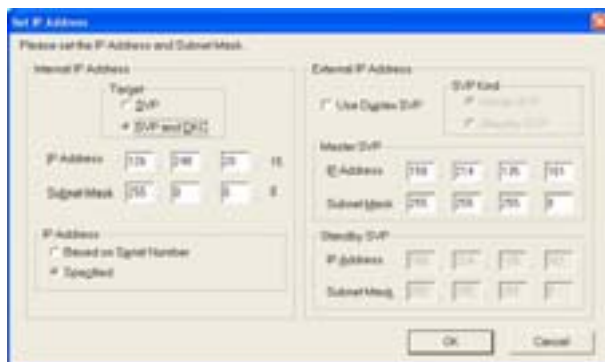 Set IP Address
Please set the IP Address and Subnet Mask.
Internal IP Address
Target
SVP
SVP and DKC
IP Address
Subnet Mask 255 0 0 0
IP Address
Based on Serial Number
Specified
External IP Address
Use Duplex SVP
SVP Kind
Master SVP
IP Address
Subnet Mask 255 255 255 0
Standby SVP
IP Address
Subnet Mask
OK Cancel